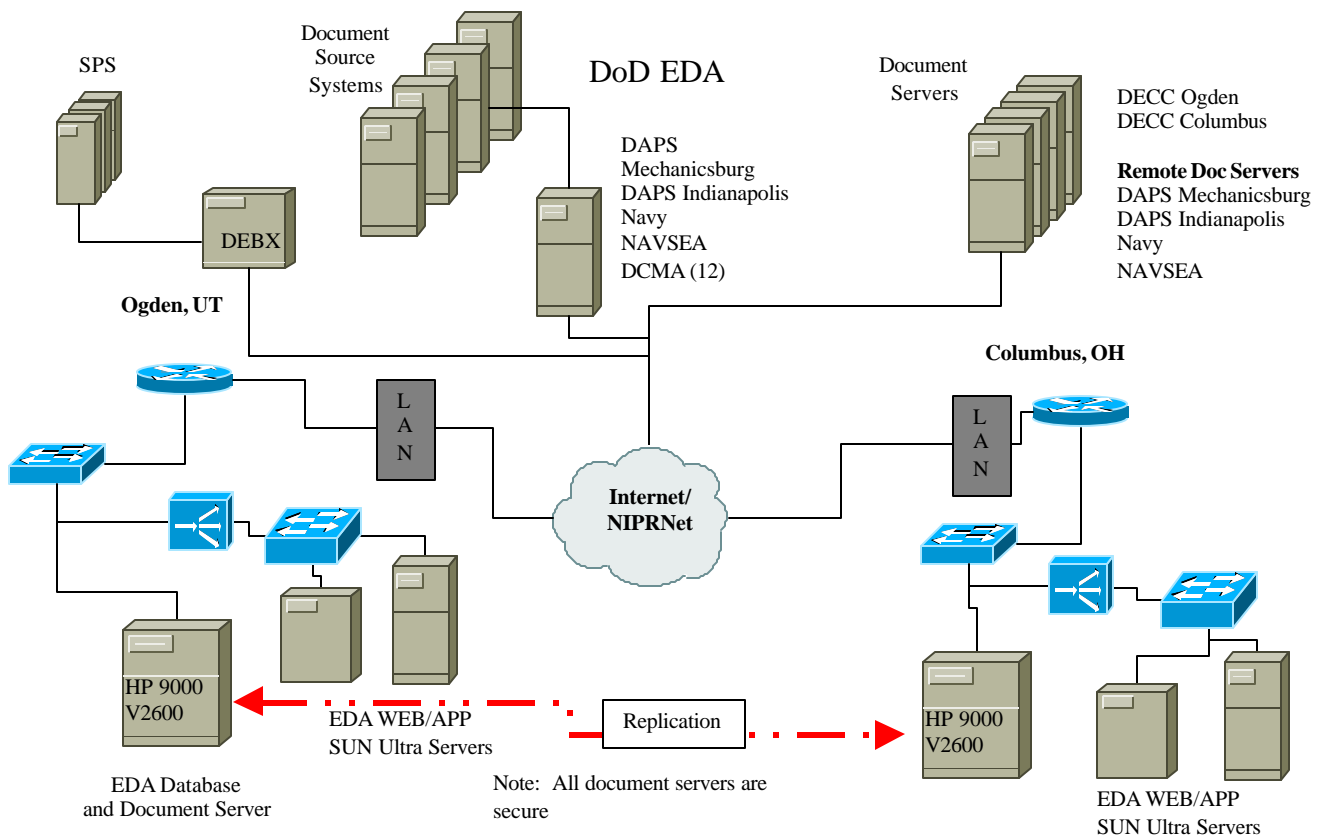 DoD EDA
SPS
Document
Source
Systems
Document
Servers
DECC Ogden
DECC Columbus
Remote Doc Servers
DAPS Mechanicsburg
DAPS Indianapolis
Navy
NAVSEA
DAPS
Mechanicsburg
DAPS Indianapolis
Navy
NAVSEA
DCMA (12)
DEBX
Ogden, UT
Columbus, OH
L
A
N
L
A
N
Internet/
NIPRNet
HP 9000
V2600
EDA WEB/APP
SUN Ultra Servers
Replication
HP 9000
V2600
EDA Database
and Document Server
Note: All document servers are
secure
EDA WEB/APP
SUN Ultra Servers